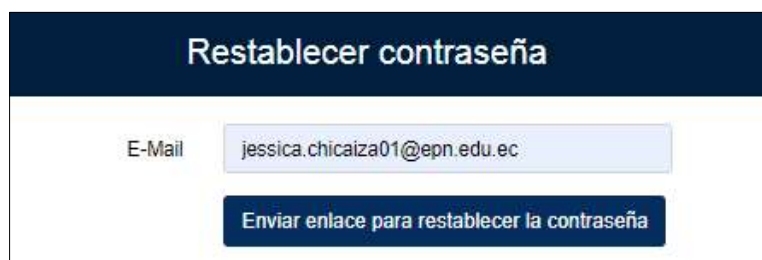 Restablecer contraseña
E-Mail jessica.chicaiza01@epn.edu.ec
Enviar enlace para restablecer la contraseña